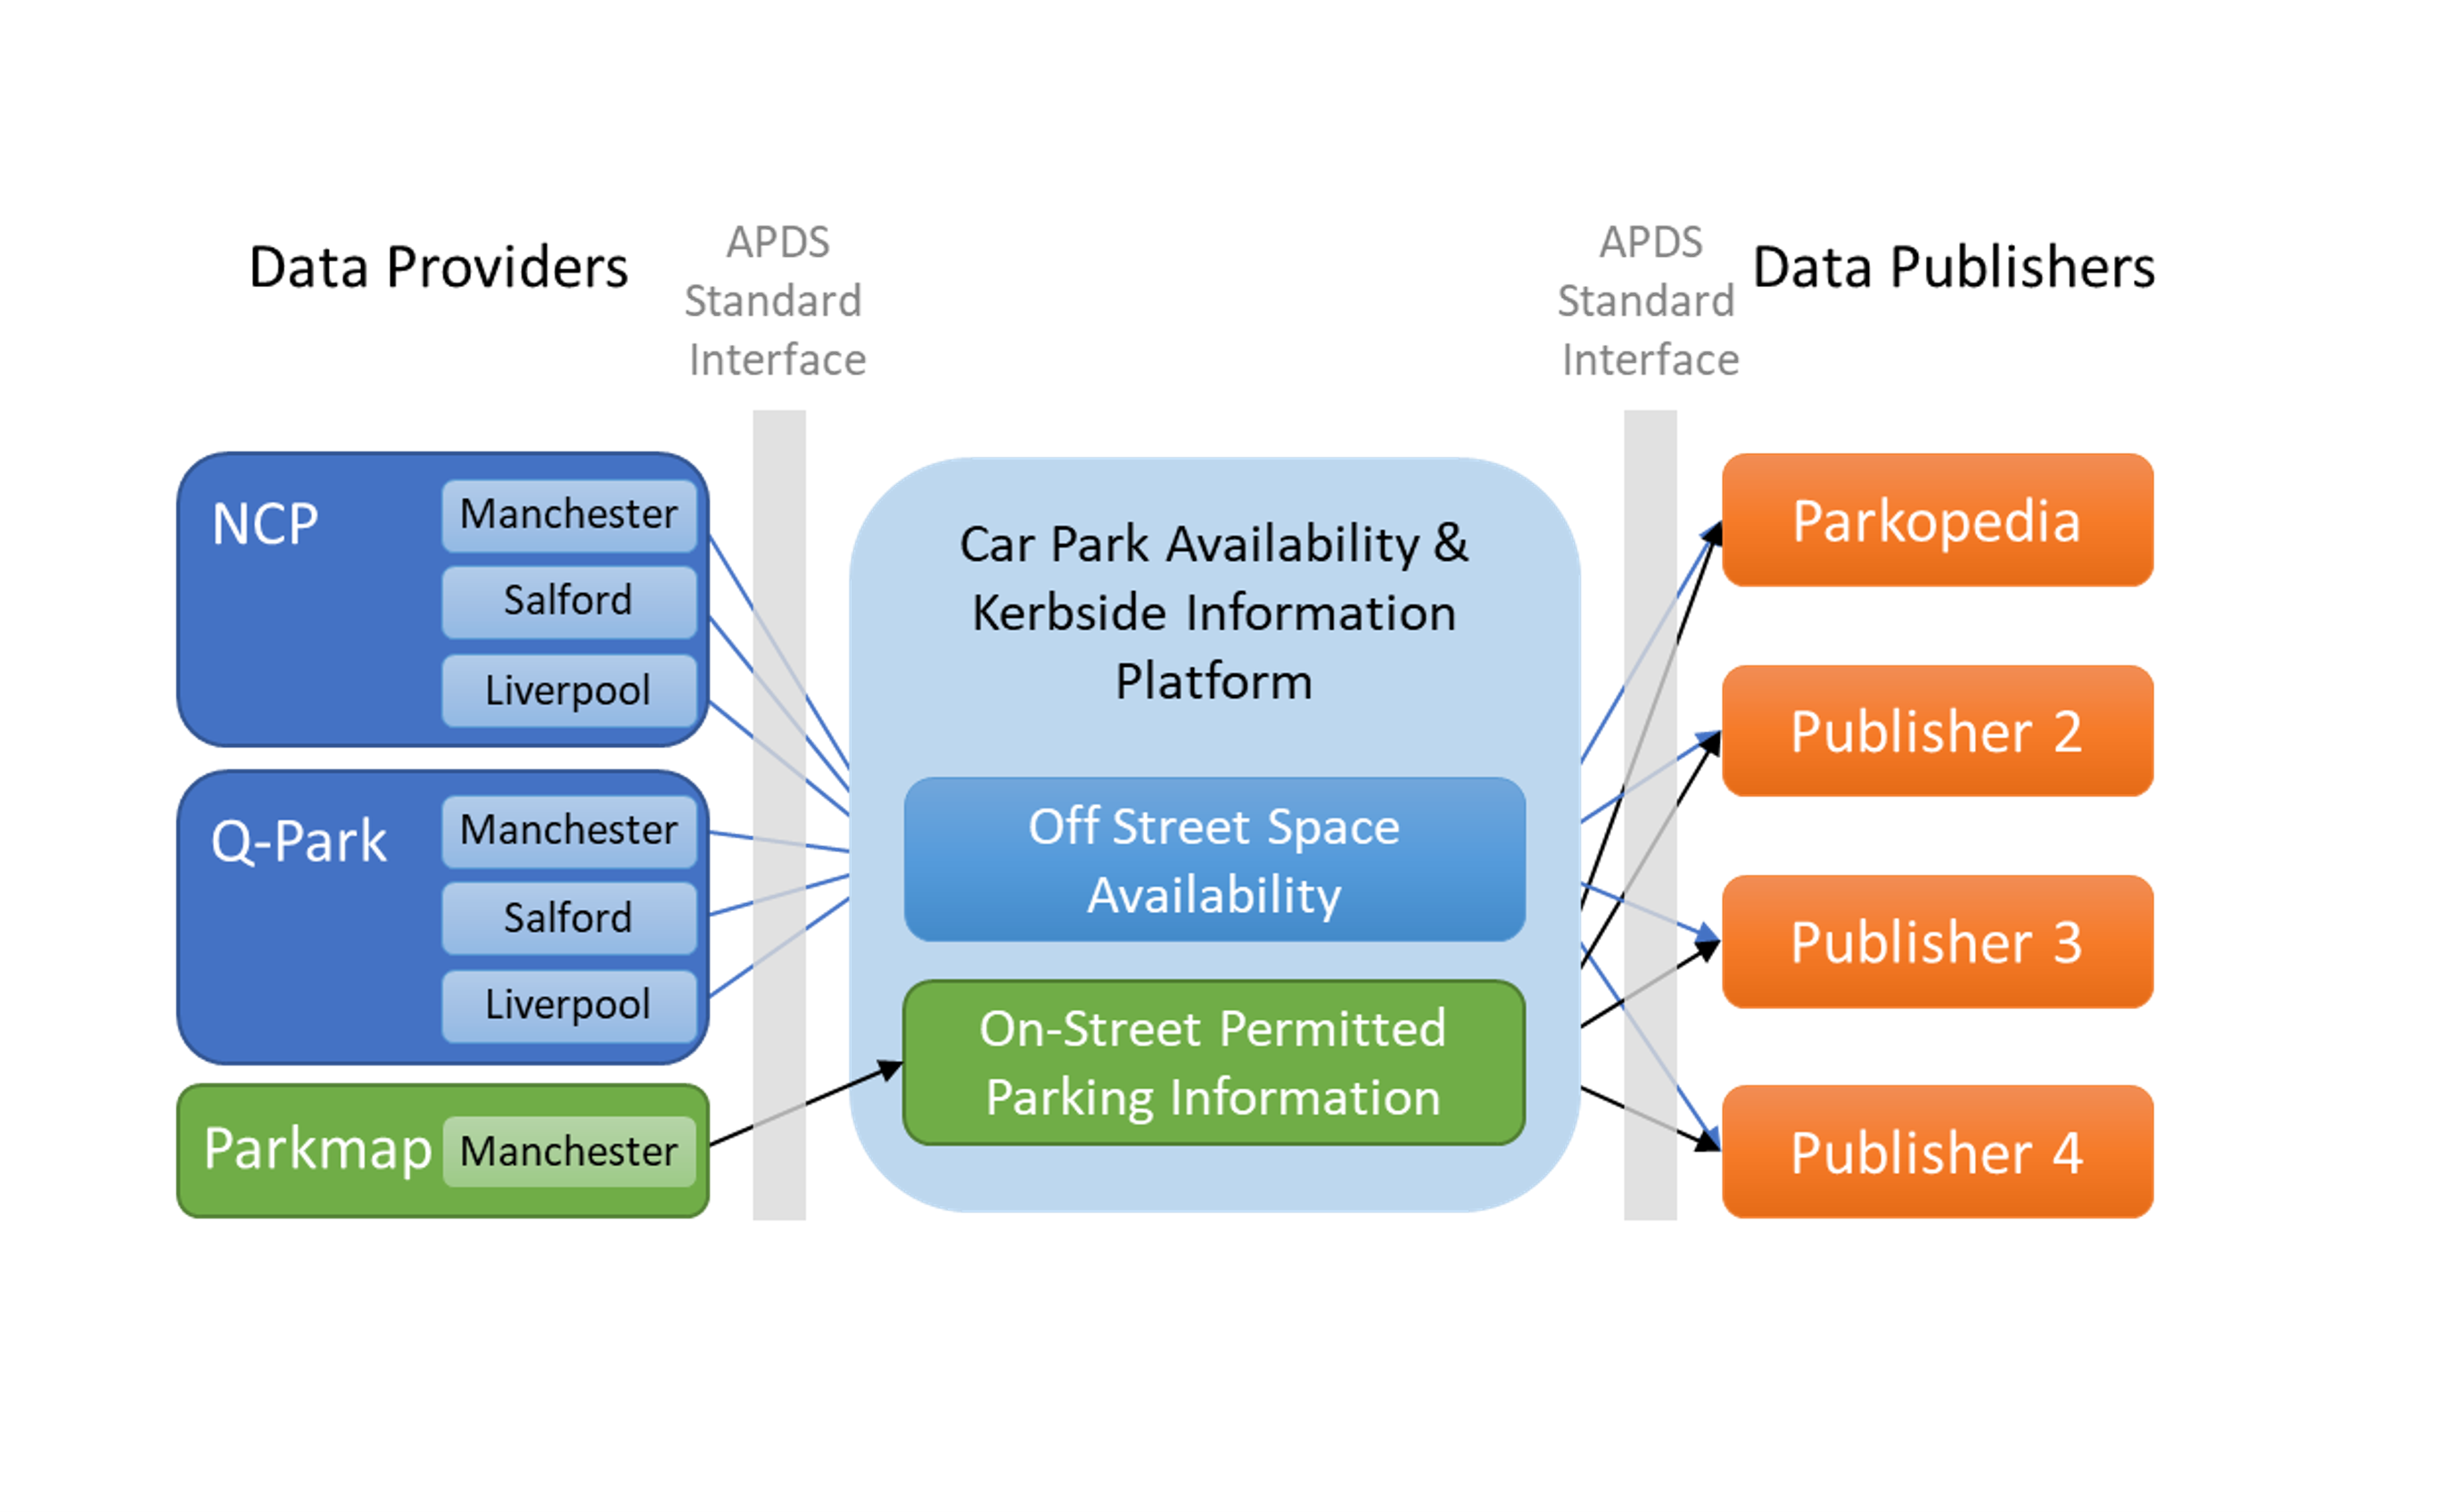 Data Providers
APDS
Standard
Interface
APDS
Standard
Interface
Data Publishers
NCP
Manchester
Salford
Liverpool
Q-Park
Manchester
Salford
Liverpool
Parkmap
Manchester
Car Park Availability &
Kerbside Information
Platform
Off Street Space
Availability
On-Street Permitted
Parking Information
Parkopedia
Publisher 2
Publisher 3
Publisher 4